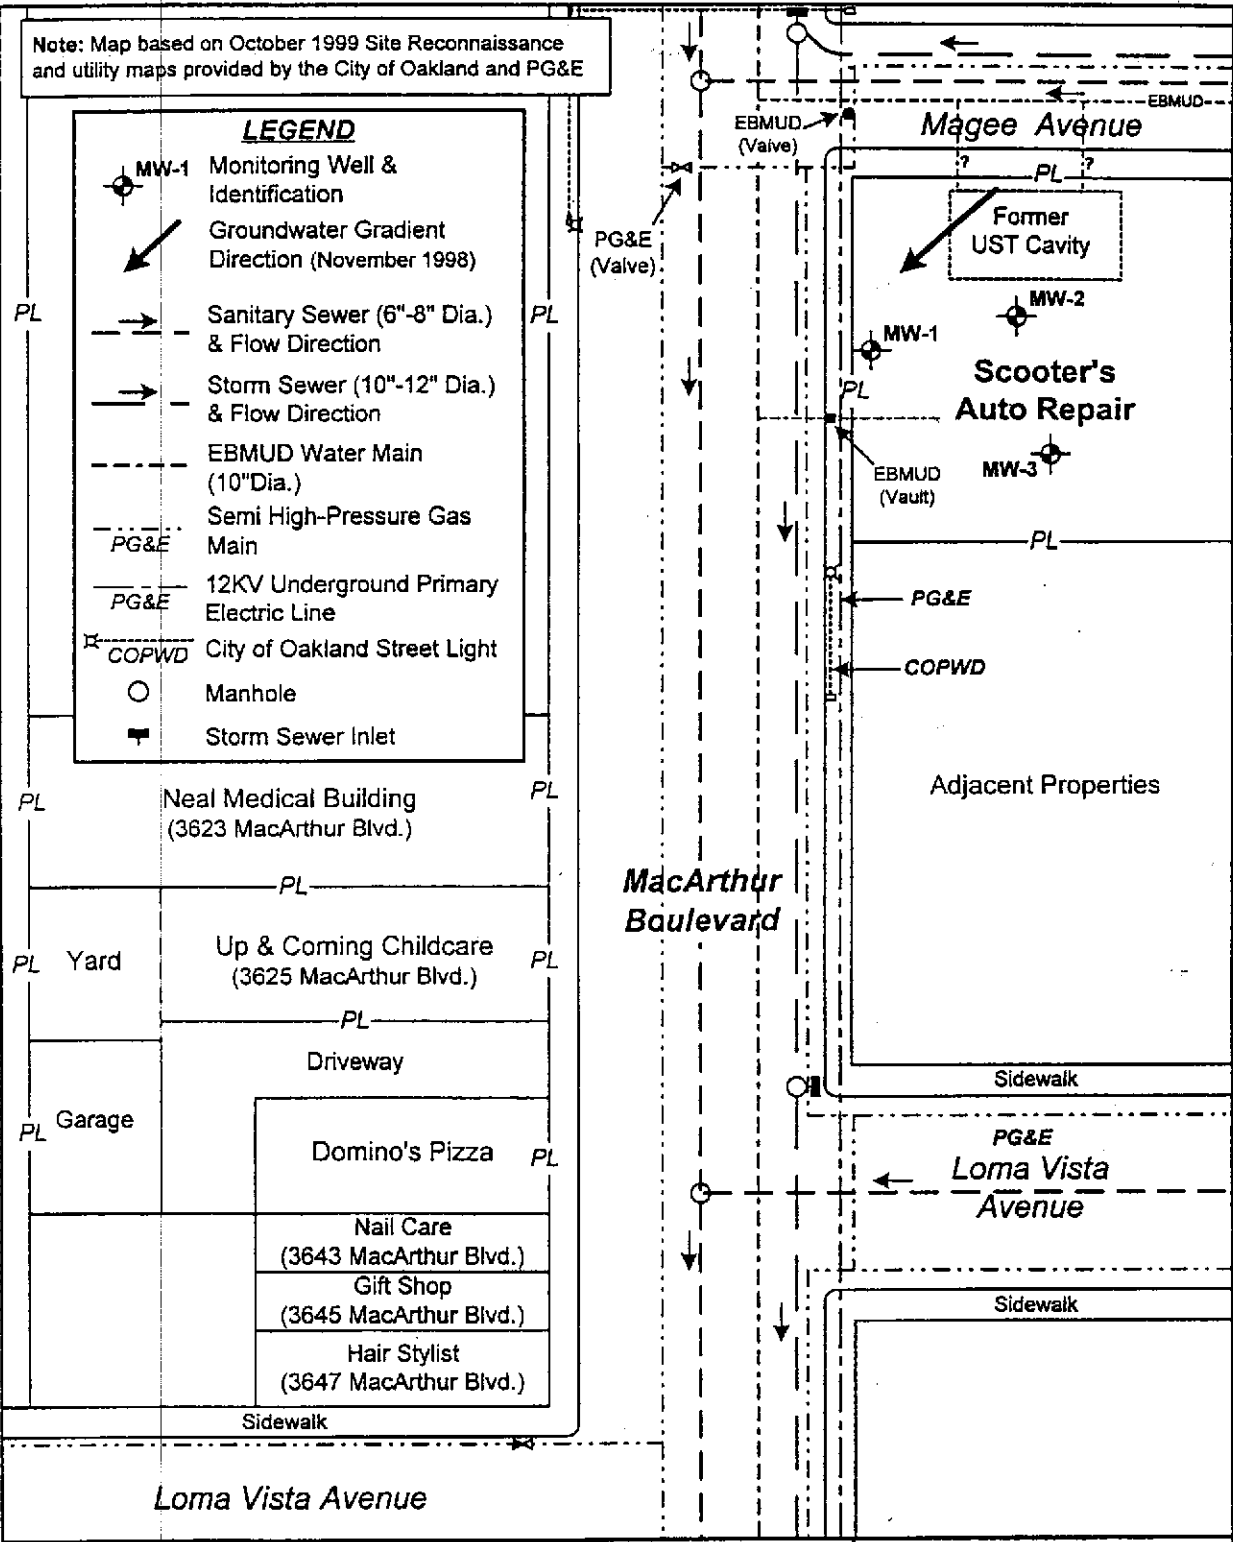 Note: Map based on October 1999 Site Reconnaissance
and utility maps provided by the City of Oakland and PG&E
LEGEND
MW-1 Monitoring Well &
Identification
Groundwater Gradient
Direction (November 1998)
Sanitary Sewer (6"-8" Dia.)
& Flow Direction
Storm Sewer (10"-12" Dia.)
& Flow Direction
EBMUD Water Main
(10"Dia.)
Semi High-Pressure Gas
PG&E Main
12KV Underground Primary
PG&E Electric Line
COPWD City of Oakland Street Light
Manhole
Storm Sewer Inlet
PL
PL
PL
Neal Medical Building
(3623 MacArthur Blvd.)
PL
PL
PL
Yard
Up & Coming Childcare
(3625 MacArthur Blvd.)
PL
PL
Driveway
Garage
PL
Domino's Pizza
PL
Nail Care
(3643 MacArthur Blvd.)
Gift Shop
(3645 MacArthur Blvd.)
Hair Stylist
(3647 MacArthur Blvd.)
Sidewalk
Loma Vista Avenue
PG&E
(Valve)
EBMUD
(Valve)
EBMUD
Magee Avenue
?
?
PL
Former
UST Cavity
MW-2
MW-1
PL
Scooter's
Auto Repair
MW-3
EBMUD
(Vault)
PL
PG&E
COPWD
Adjacent Properties
MacArthur
Boulevard
Sidewalk
PG&E
Loma Vista
Avenue
Sidewalk